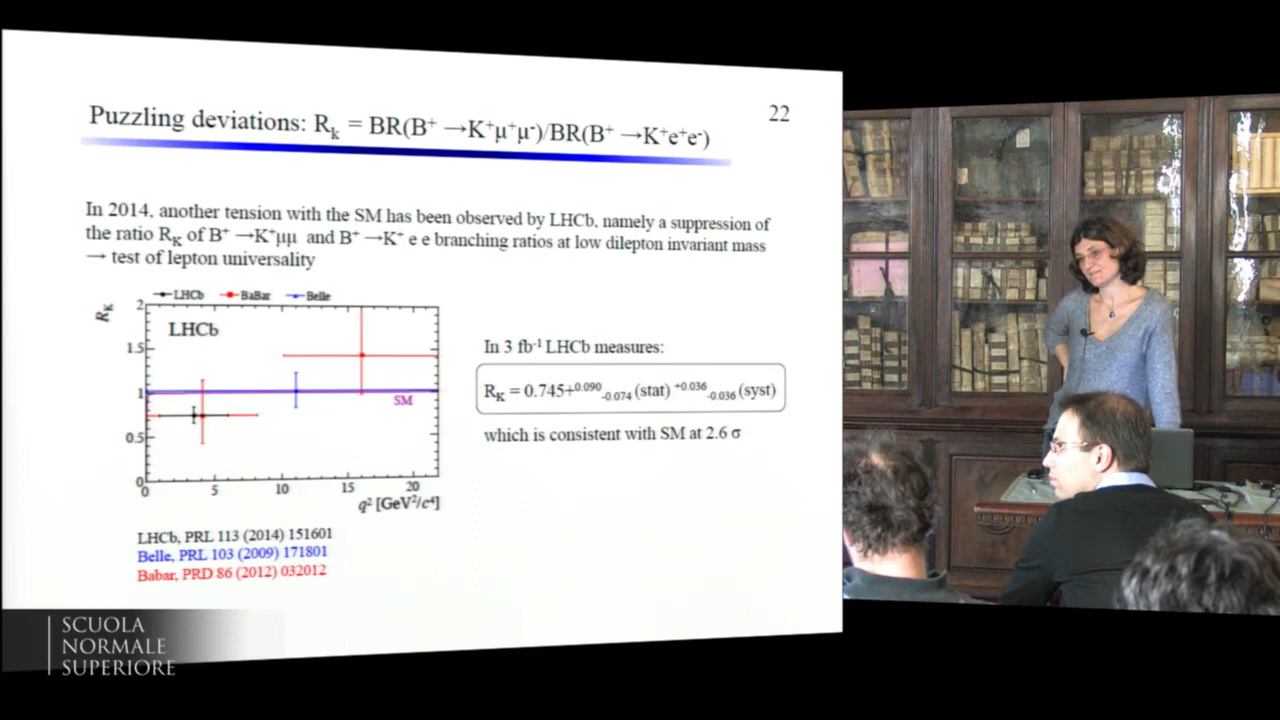 22
Puzzling deviations: Rₖ = BR(B⁺ →K⁺μ⁺μ⁻)/BR(B⁺ →K⁺e⁺e⁻)
In 2014, another tension with the SM has been observed by LHCb, namely a suppression of
the ratio R_K of B⁺ →K⁺μμ and B⁺ →K⁺ e e branching ratios at low dilepton invariant mass
→ test of lepton universality
LHCb BaBar Belle
R_K
LHCb
2
1.5
1
0.5
0
SM
0 5 10 15 20
q² [GeV²/c⁴]
In 3 fb⁻¹ LHCb measures:
R_K = 0.745+⁰·⁰⁹⁰₋₀.₀₇₄ (stat) ⁺⁰·⁰³⁶₋₀.₀₃₆ (syst)
which is consistent with SM at 2.6 σ
LHCb, PRL 113 (2014) 151601
Belle, PRL 103 (2009) 171801
Babar, PRD 86 (2012) 032012
SCUOLA
NORMALE
SUPERIORE